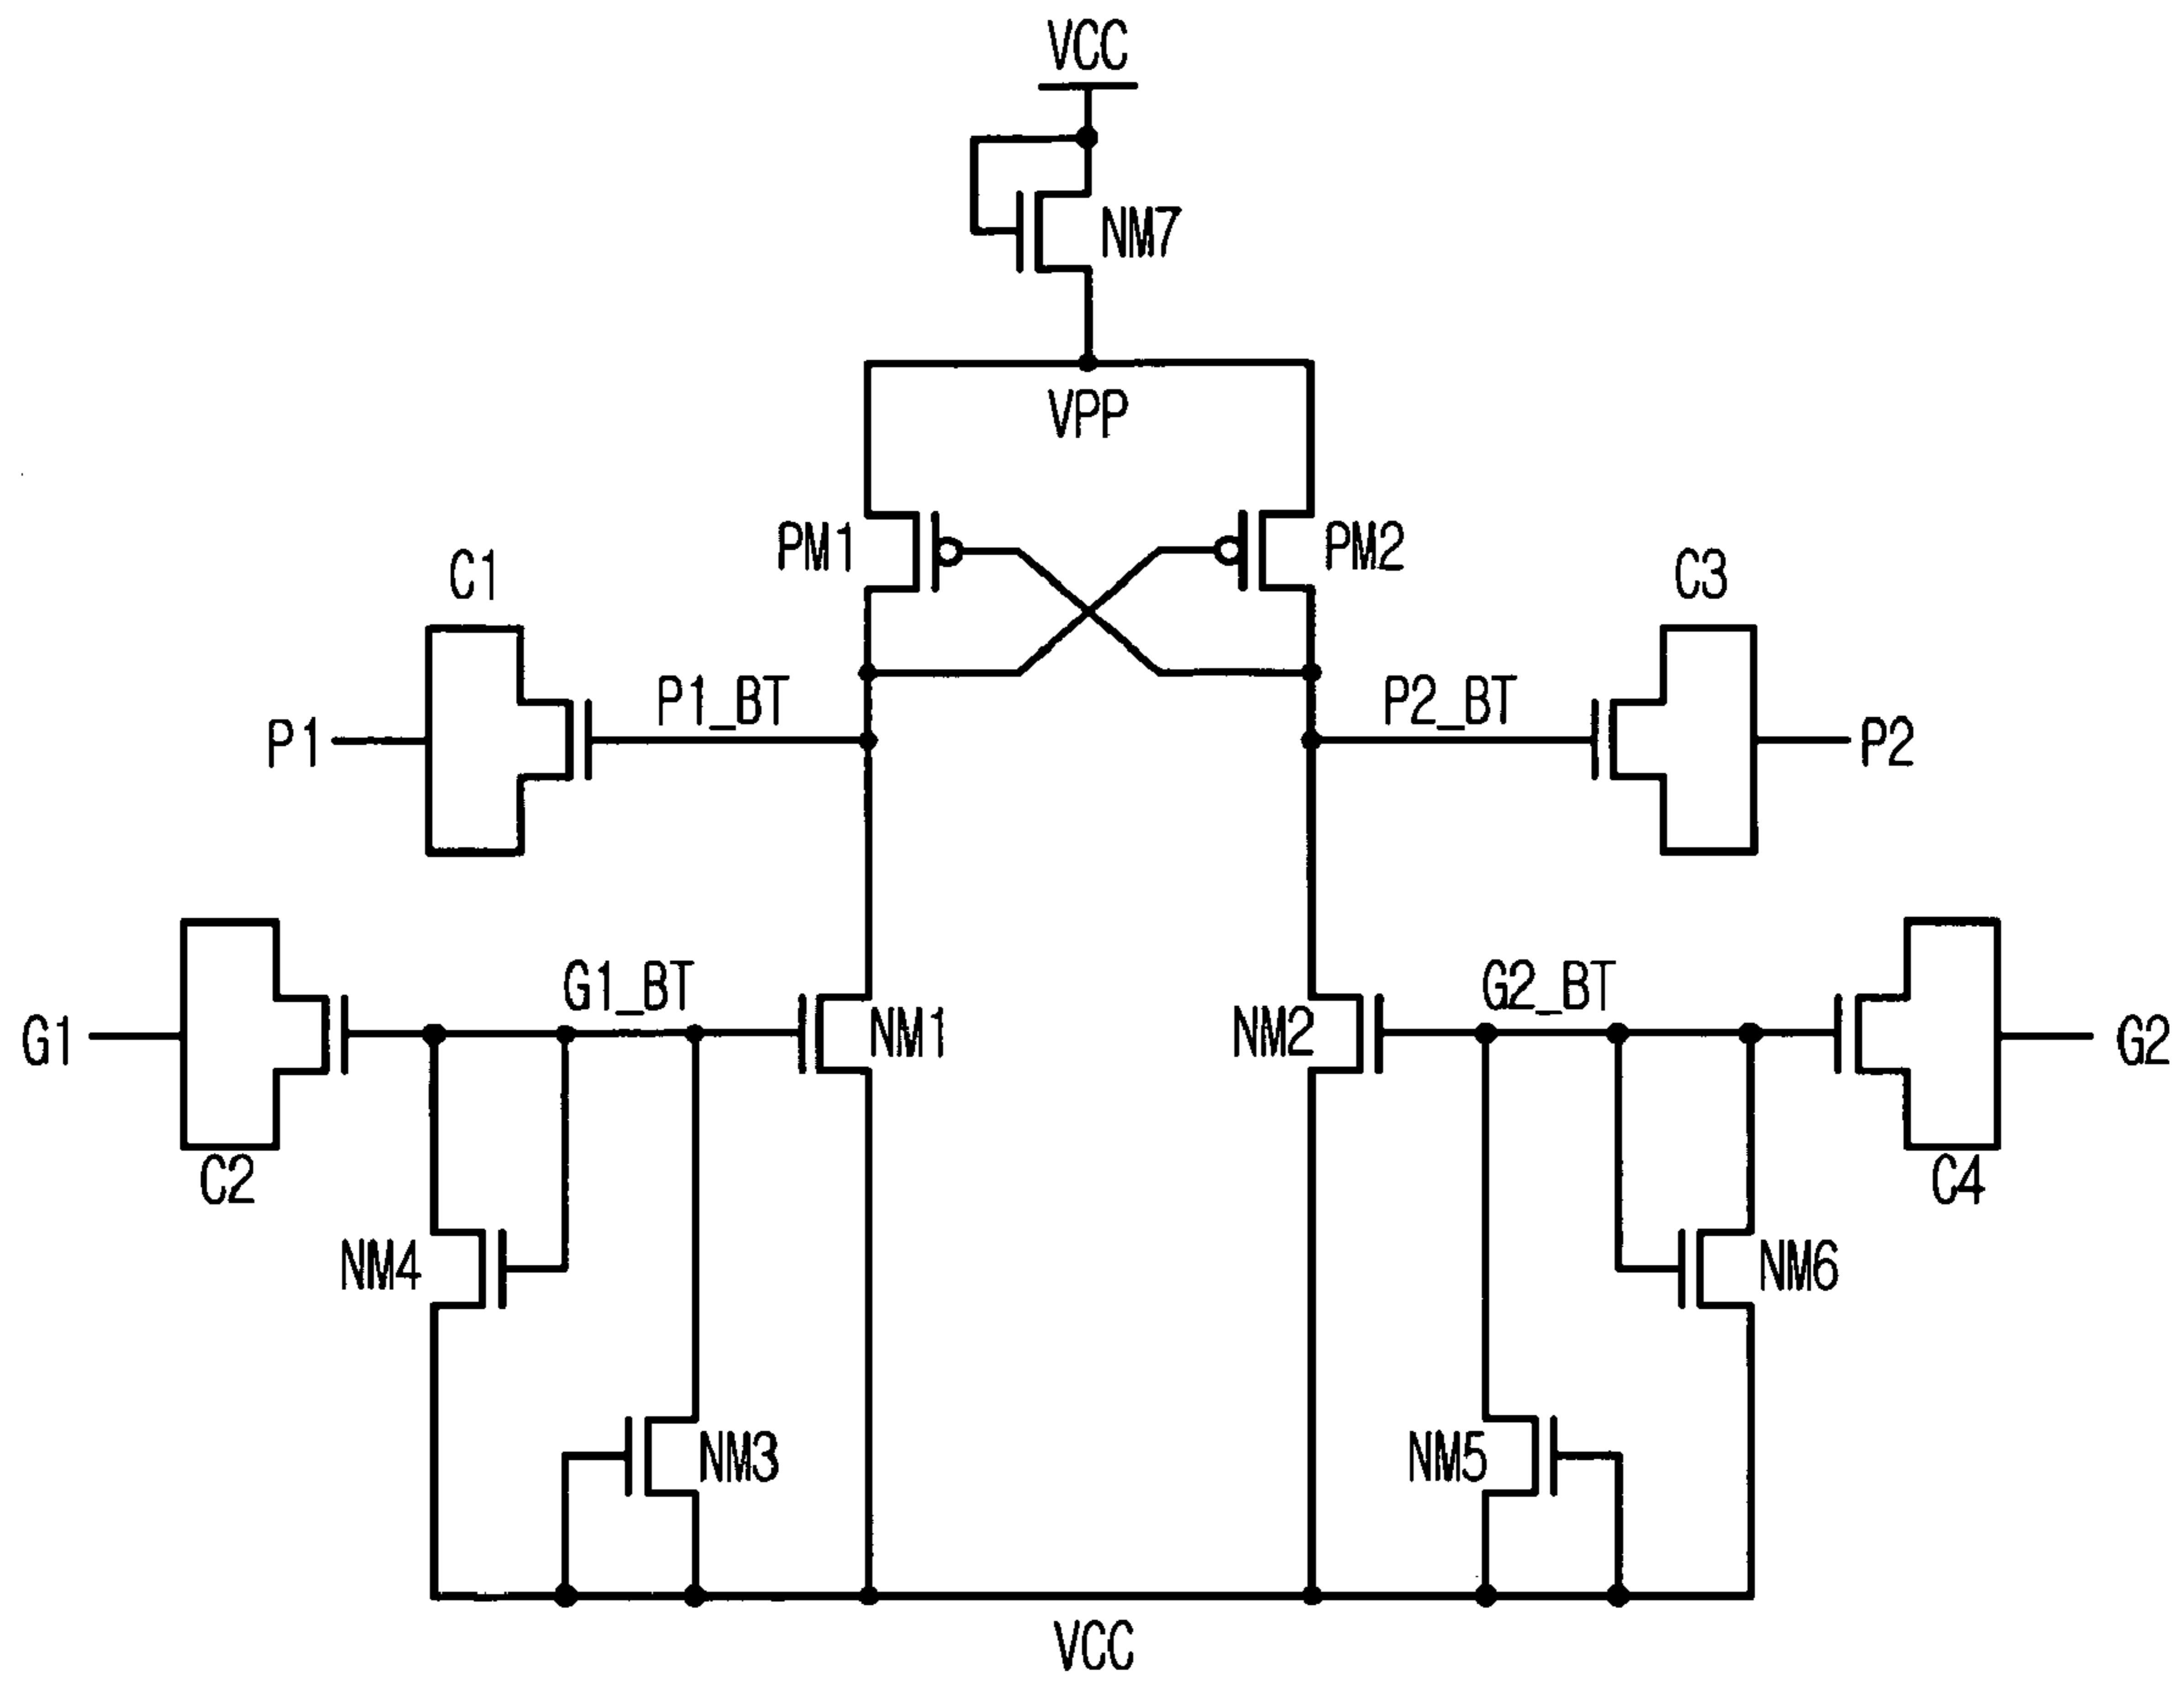 VCC
NM7
VPP
PM1
PM2
C1
C3
P1_BT
P2_BT
P1
P2
G1_BT
G2_BT
G1
NM1
NM2
G2
C2
C4
NM4
NM6
NM3
NM5
VCC